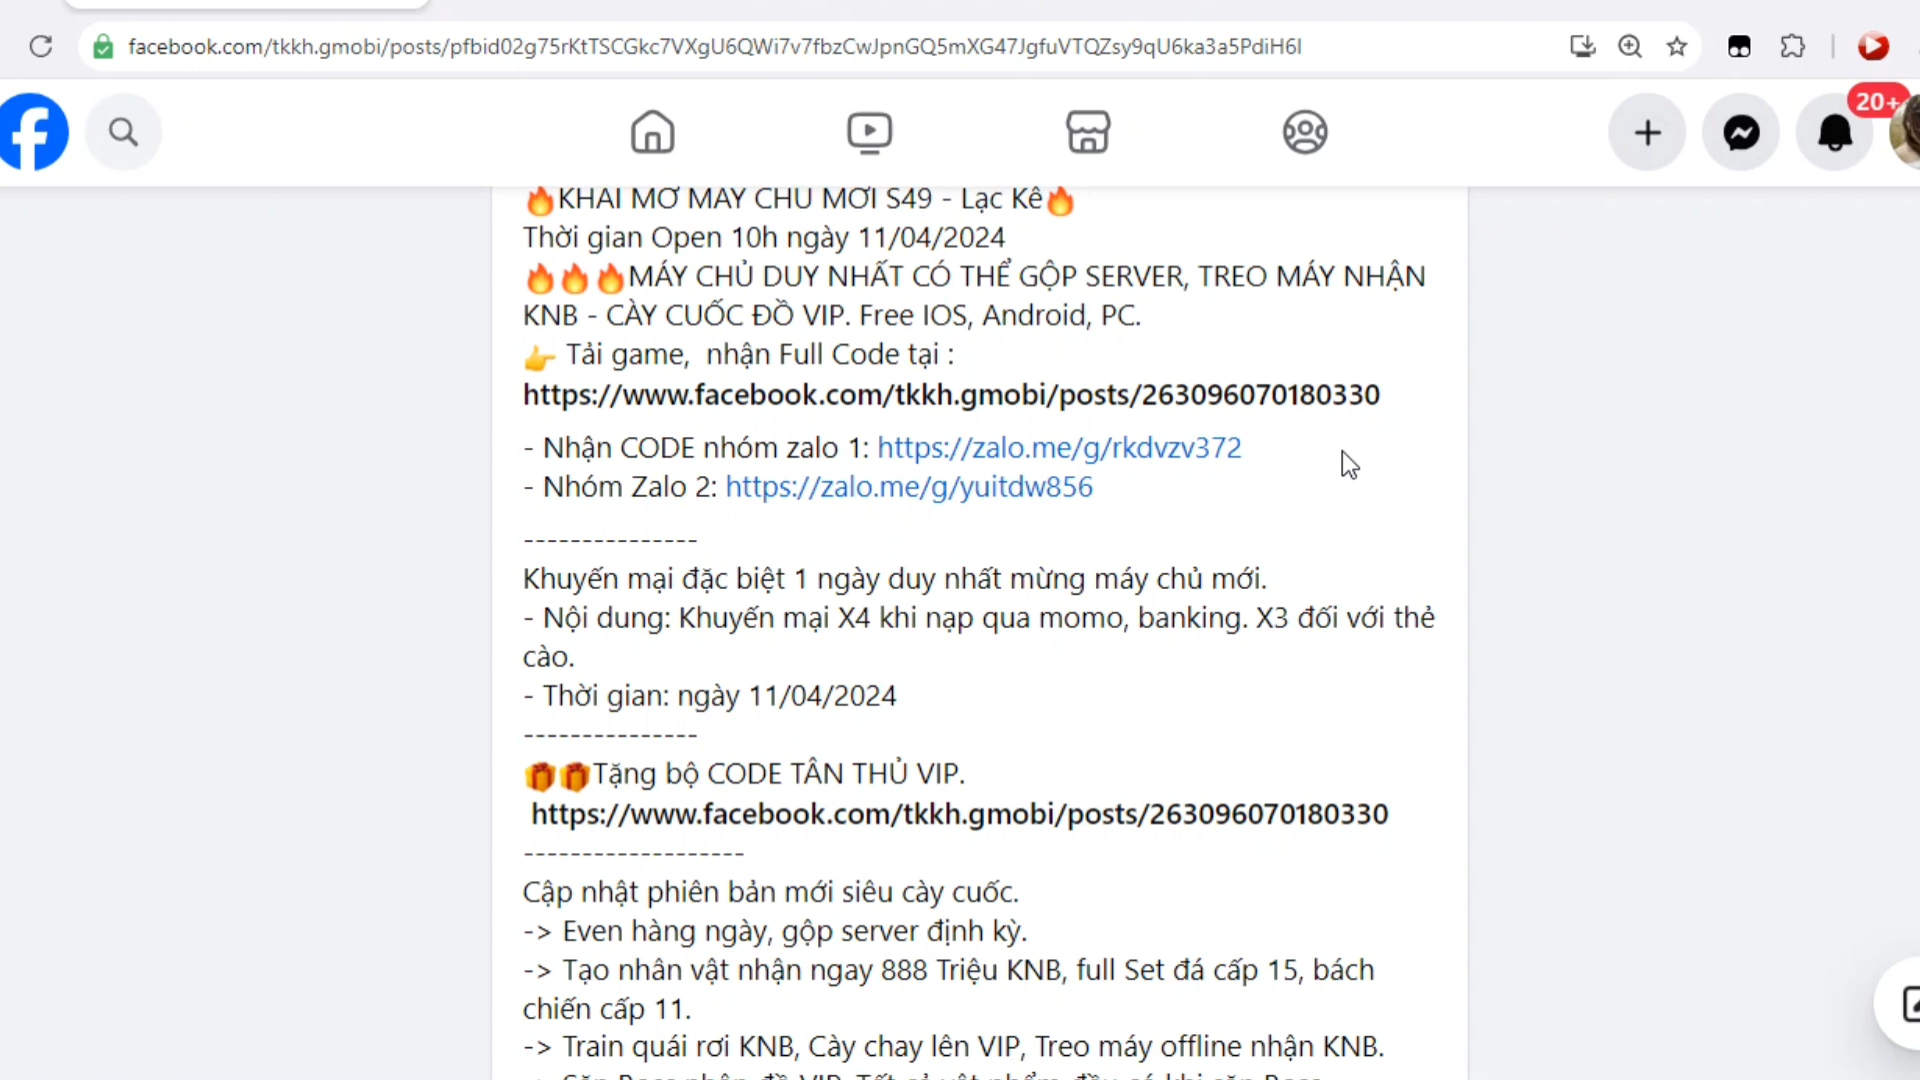 facebook.com/tkkh.gmobi/posts/pfbid02g75rKtTSCGkc7VXgU6QWi7v7fbzCwJpnGQ5mXG47JgfuVTQZsy9qU6ka3a5PdiH6l
20+
🔥KHAI MỞ MÁY CHỦ MỚI S49 - Lạc Kê🔥
Thời gian Open 10h ngày 11/04/2024
🔥🔥🔥MÁY CHỦ DUY NHẤT CÓ THỂ GỘP SERVER, TREO MÁY NHẬN
KNB - CÀY CUỐC ĐỒ VIP. Free IOS, Android, PC.
👉 Tải game,  nhận Full Code tại :
https://www.facebook.com/tkkh.gmobi/posts/263096070180330
- Nhận CODE nhóm zalo 1: https://zalo.me/g/rkdvzv372
- Nhóm Zalo 2: https://zalo.me/g/yuitdw856
---------------
Khuyến mại đặc biệt 1 ngày duy nhất mừng máy chủ mới.
- Nội dung: Khuyến mại X4 khi nạp qua momo, banking. X3 đối với thẻ
cào.
- Thời gian: ngày 11/04/2024
---------------
🎁🎁Tặng bộ CODE TÂN THỦ VIP.
https://www.facebook.com/tkkh.gmobi/posts/263096070180330
-------------------
Cập nhật phiên bản mới siêu cày cuốc.
-> Even hàng ngày, gộp server định kỳ.
-> Tạo nhân vật nhận ngay 888 Triệu KNB, full Set đá cấp 15, bách
chiến cấp 11.
-> Train quái rơi KNB, Cày chay lên VIP, Treo máy offline nhận KNB.